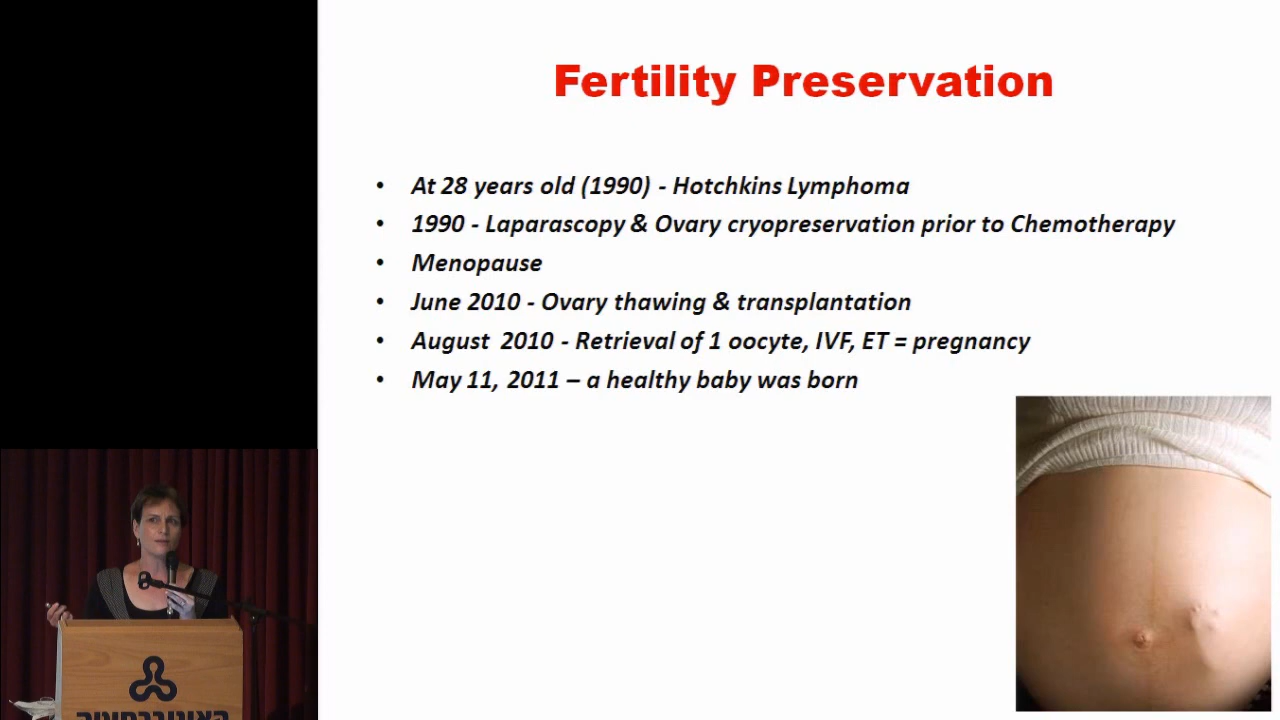 Fertility Preservation
• At 28 years old (1990) - Hotchkins Lymphoma
• 1990 - Laparascopy & Ovary cryopreservation prior to Chemotherapy
• Menopause
• June 2010 - Ovary thawing & transplantation
• August 2010 - Retrieval of 1 oocyte, IVF, ET = pregnancy
• May 11, 2011 – a healthy baby was born
האוניברסיטה